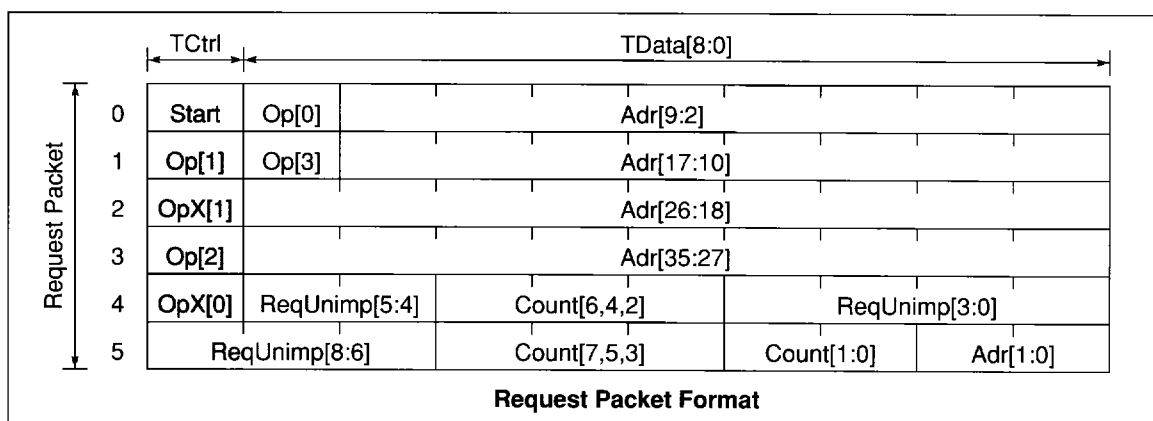 TCtrl TData[8:0]
Request Packet
0 Start Op[0] Adr[9:2]
1 Op[1] Op[3] Adr[17:10]
2 OpX[1] Adr[26:18]
3 Op[2] Adr[35:27]
4 OpX[0] ReqUnimp[5:4] Count[6,4,2] ReqUnimp[3:0]
5 ReqUnimp[8:6] Count[7,5,3] Count[1:0] Adr[1:0]
Request Packet Format